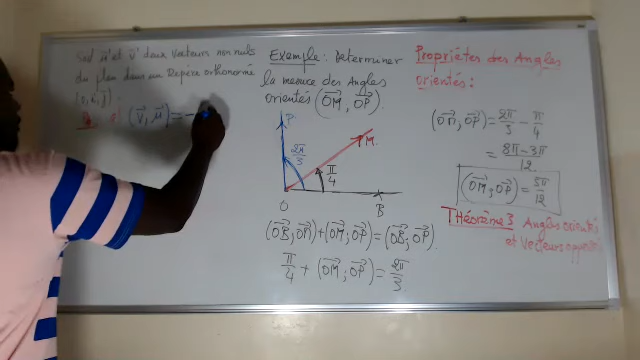 Soit u⃗ et v⃗ deux Vecteurs non nuls
du plan dans un Repère orthonormé
(v⃗, u⃗) = -
Exemple: Determiner
la mesure des Angles
orientés (OM⃗, OP⃗)
P
2π/3
M
π/4
O
B
(OB⃗; OM⃗) + (OM⃗; OP⃗) = (OB⃗; OP⃗)
π/4 + (OM⃗; OP⃗) = 2π/3
Propriétés des Angles
orientés:
(OM⃗, OP⃗) = 2π/3 - π/4
= 8π - 3π / 12
(OM⃗; OP⃗) = 5π/12
Théorème 3 Angles Orientés
et Vecteurs opposés